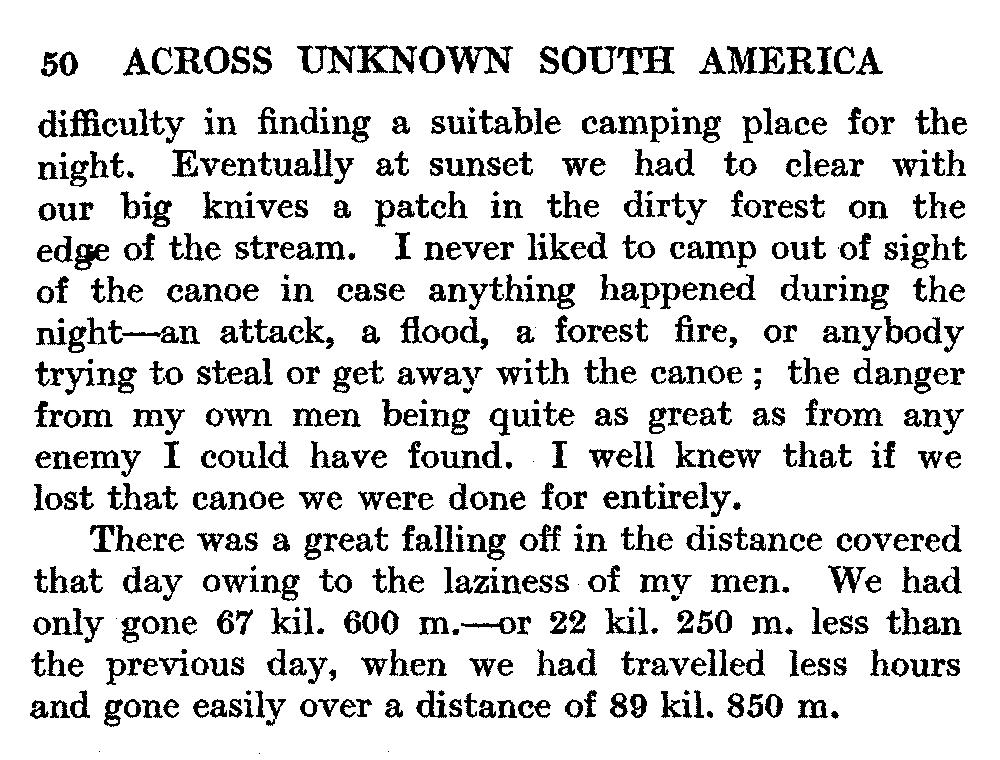 50 ACROSS UNKNOWN SOUTH AMERICA
difficulty in finding a suitable camping place for the
night. Eventually at sunset we had to clear with
our big knives a patch in the dirty forest on the
edge of the stream. I never liked to camp out of sight
of the canoe in case anything happened during the
night—an attack, a flood, a forest fire, or anybody
trying to steal or get away with the canoe ; the danger
from my own men being quite as great as from any
enemy I could have found. I well knew that if we
lost that canoe we were done for entirely.
There was a great falling off in the distance covered
that day owing to the laziness of my men. We had
only gone 67 kil. 600 m.—or 22 kil. 250 m. less than
the previous day, when we had travelled less hours
and gone easily over a distance of 89 kil. 850 m.